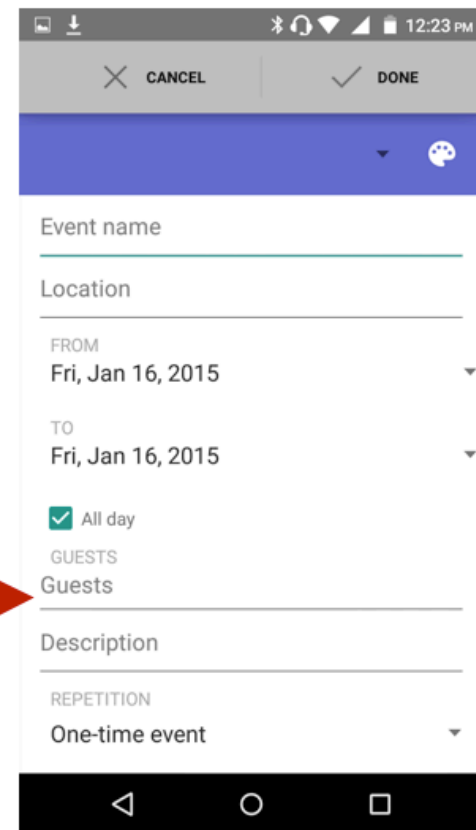 12:23 PM
CANCEL
DONE
Event name
Location
FROM
Fri, Jan 16, 2015
TO
Fri, Jan 16, 2015
All day
GUESTS
Guests
Description
REPETITION
One-time event